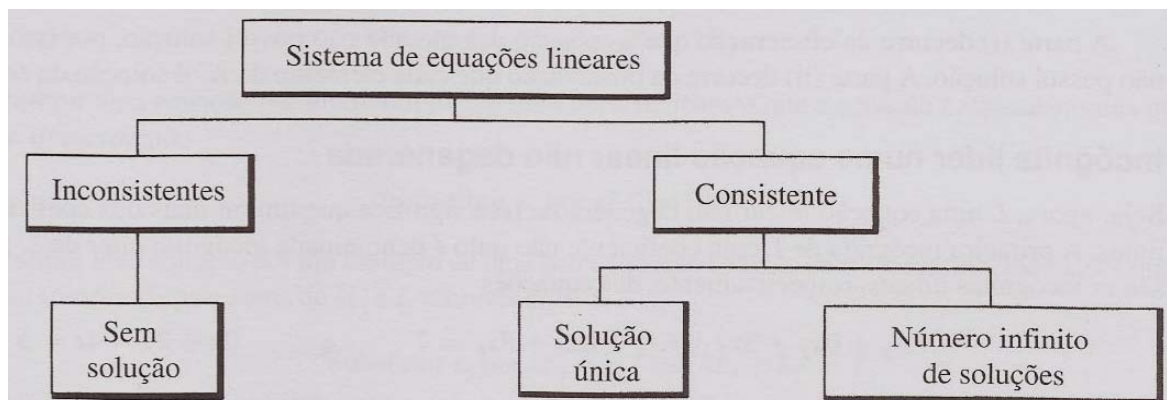 Sistema de equações lineares
Inconsistentes
Consistente
Sem
solução
Solução
única
Número infinito
de soluções